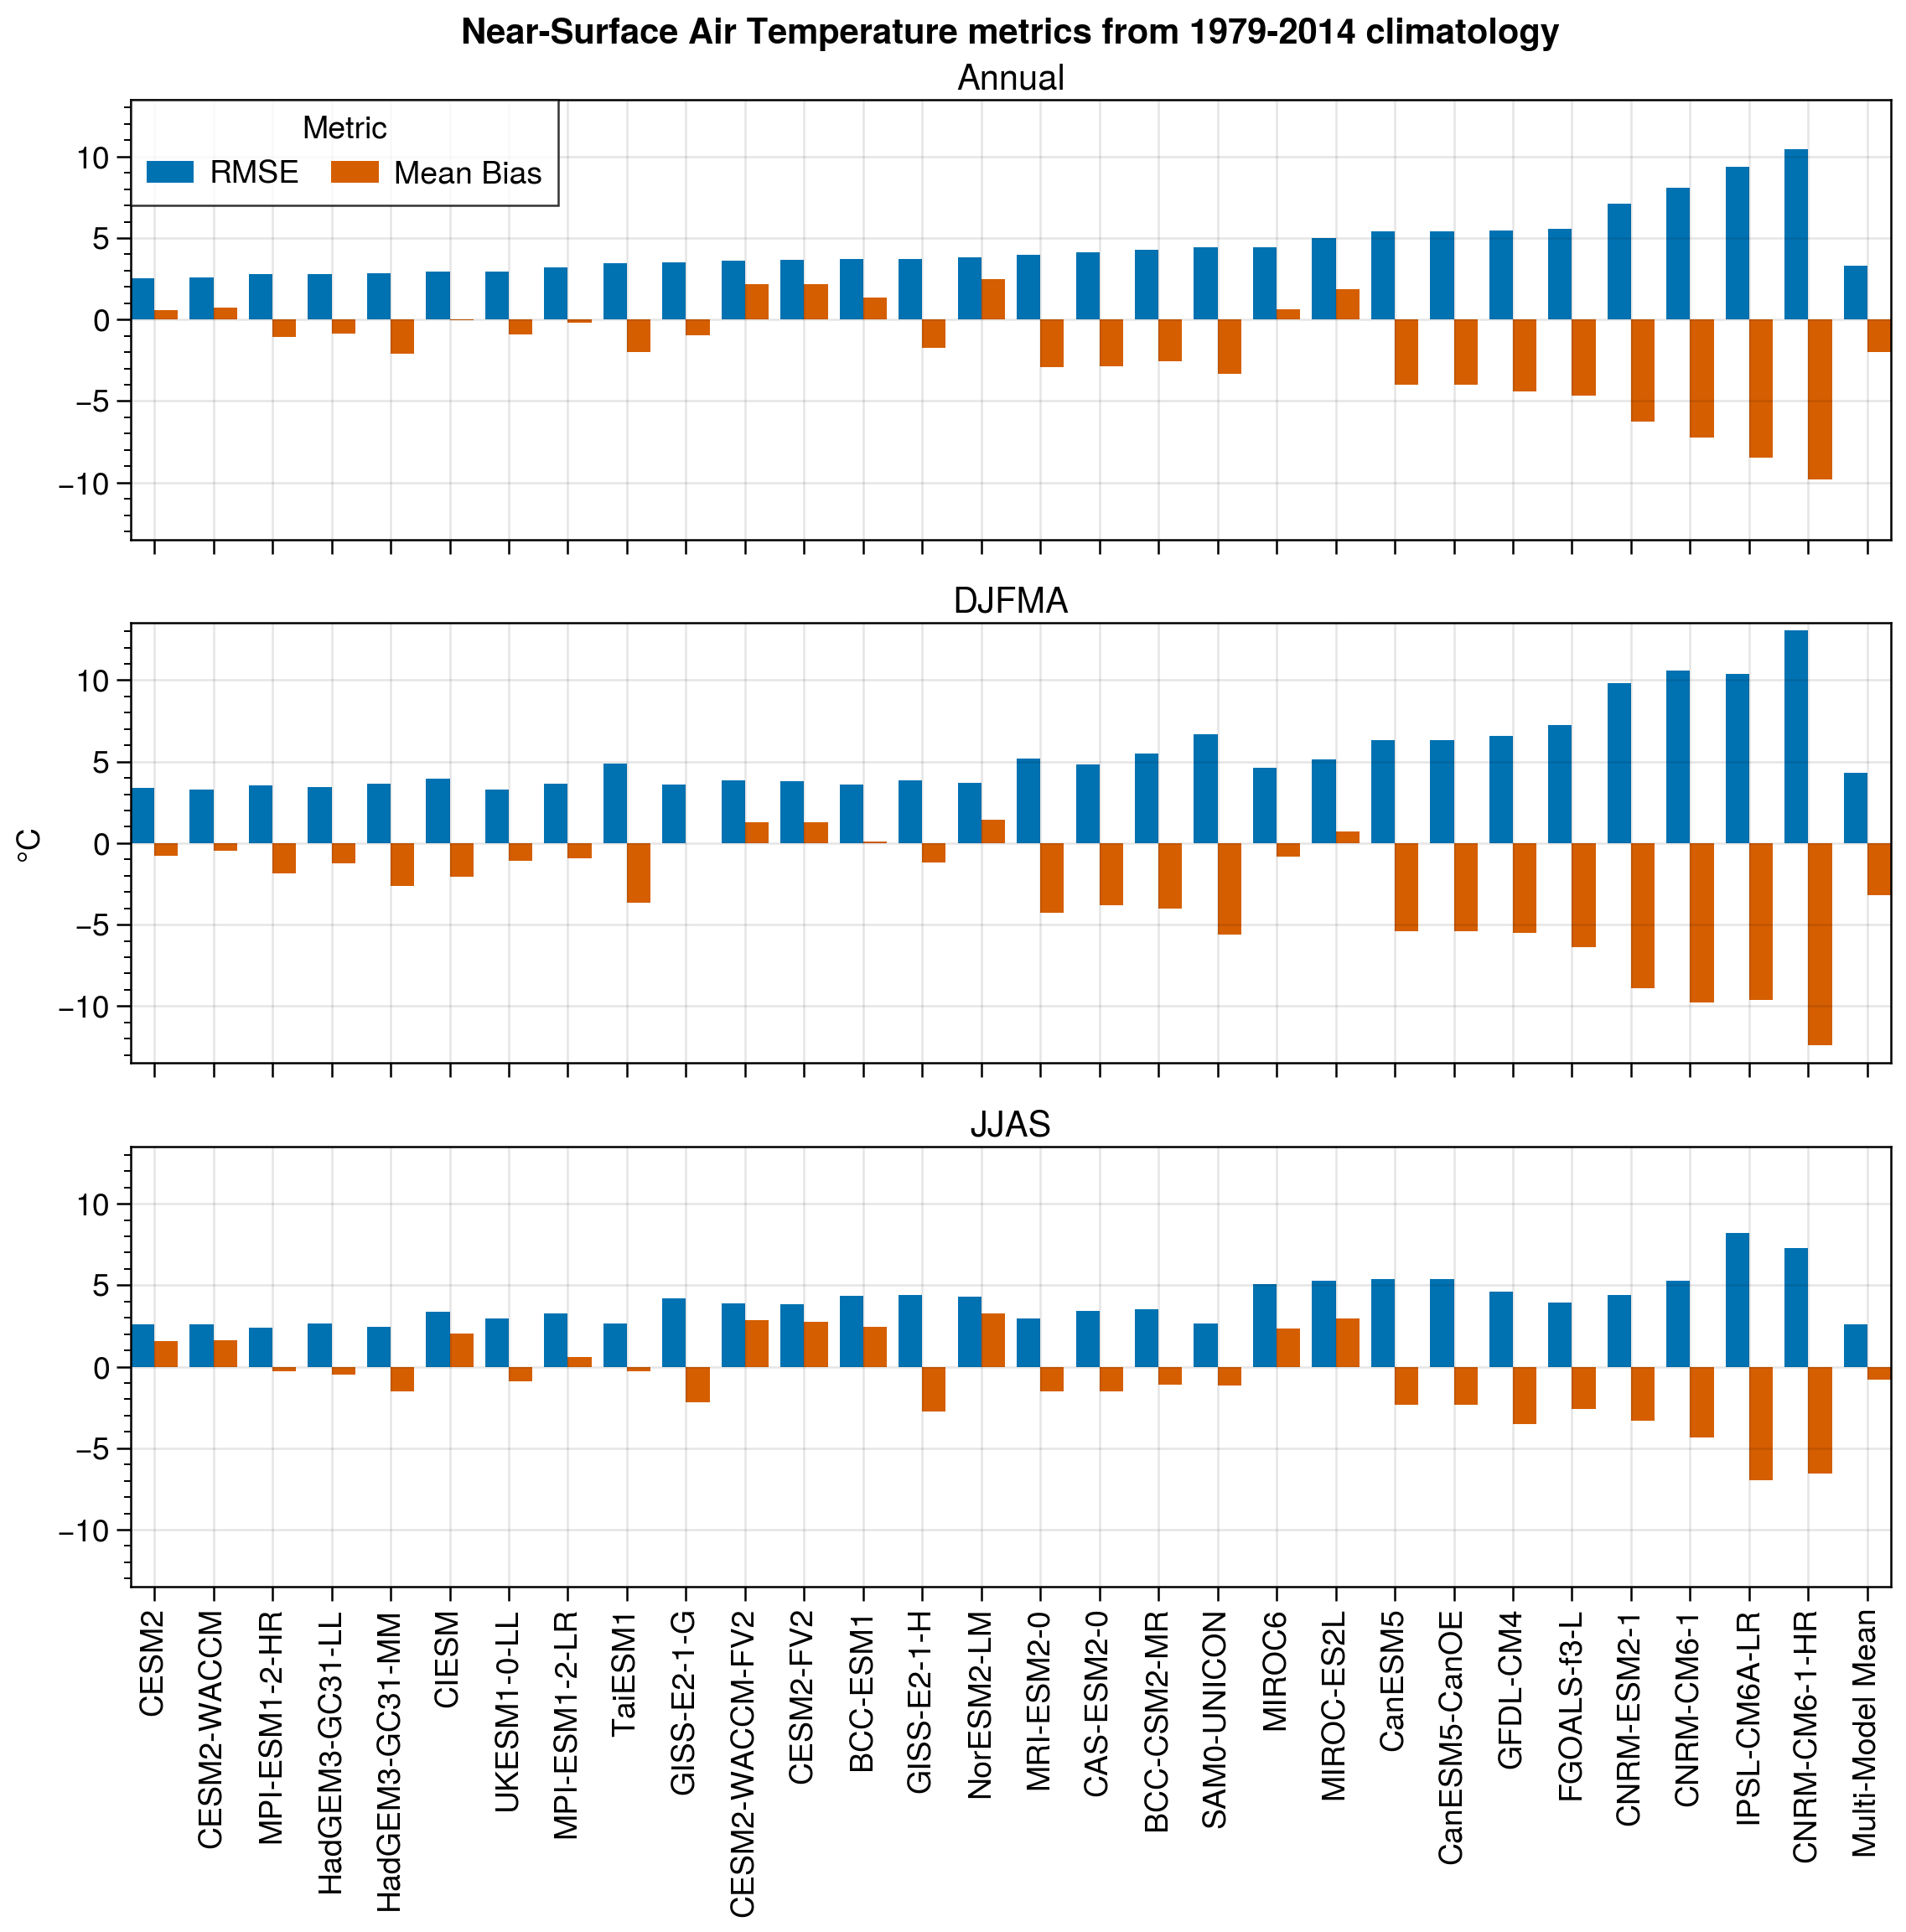 Near-Surface Air Temperature metrics from 1979-2014 climatology
Annual
Metric
RMSE Mean Bias
10
5
0
−5
−10
DJFMA
10
5
0
−5
−10
°C
JJAS
10
5
0
−5
−10
CESM2
CESM2-WACCM
MPI-ESM1-2-HR
HadGEM3-GC31-LL
HadGEM3-GC31-MM
CIESM
UKESM1-0-LL
MPI-ESM1-2-LR
TaiESM1
GISS-E2-1-G
CESM2-WACCM-FV2
CESM2-FV2
BCC-ESM1
GISS-E2-1-H
NorESM2-LM
MRI-ESM2-0
CAS-ESM2-0
BCC-CSM2-MR
SAM0-UNICON
MIROC6
MIROC-ES2L
CanESM5
CanESM5-CanOE
GFDL-CM4
FGOALS-f3-L
CNRM-ESM2-1
CNRM-CM6-1
IPSL-CM6A-LR
CNRM-CM6-1-HR
Multi-Model Mean